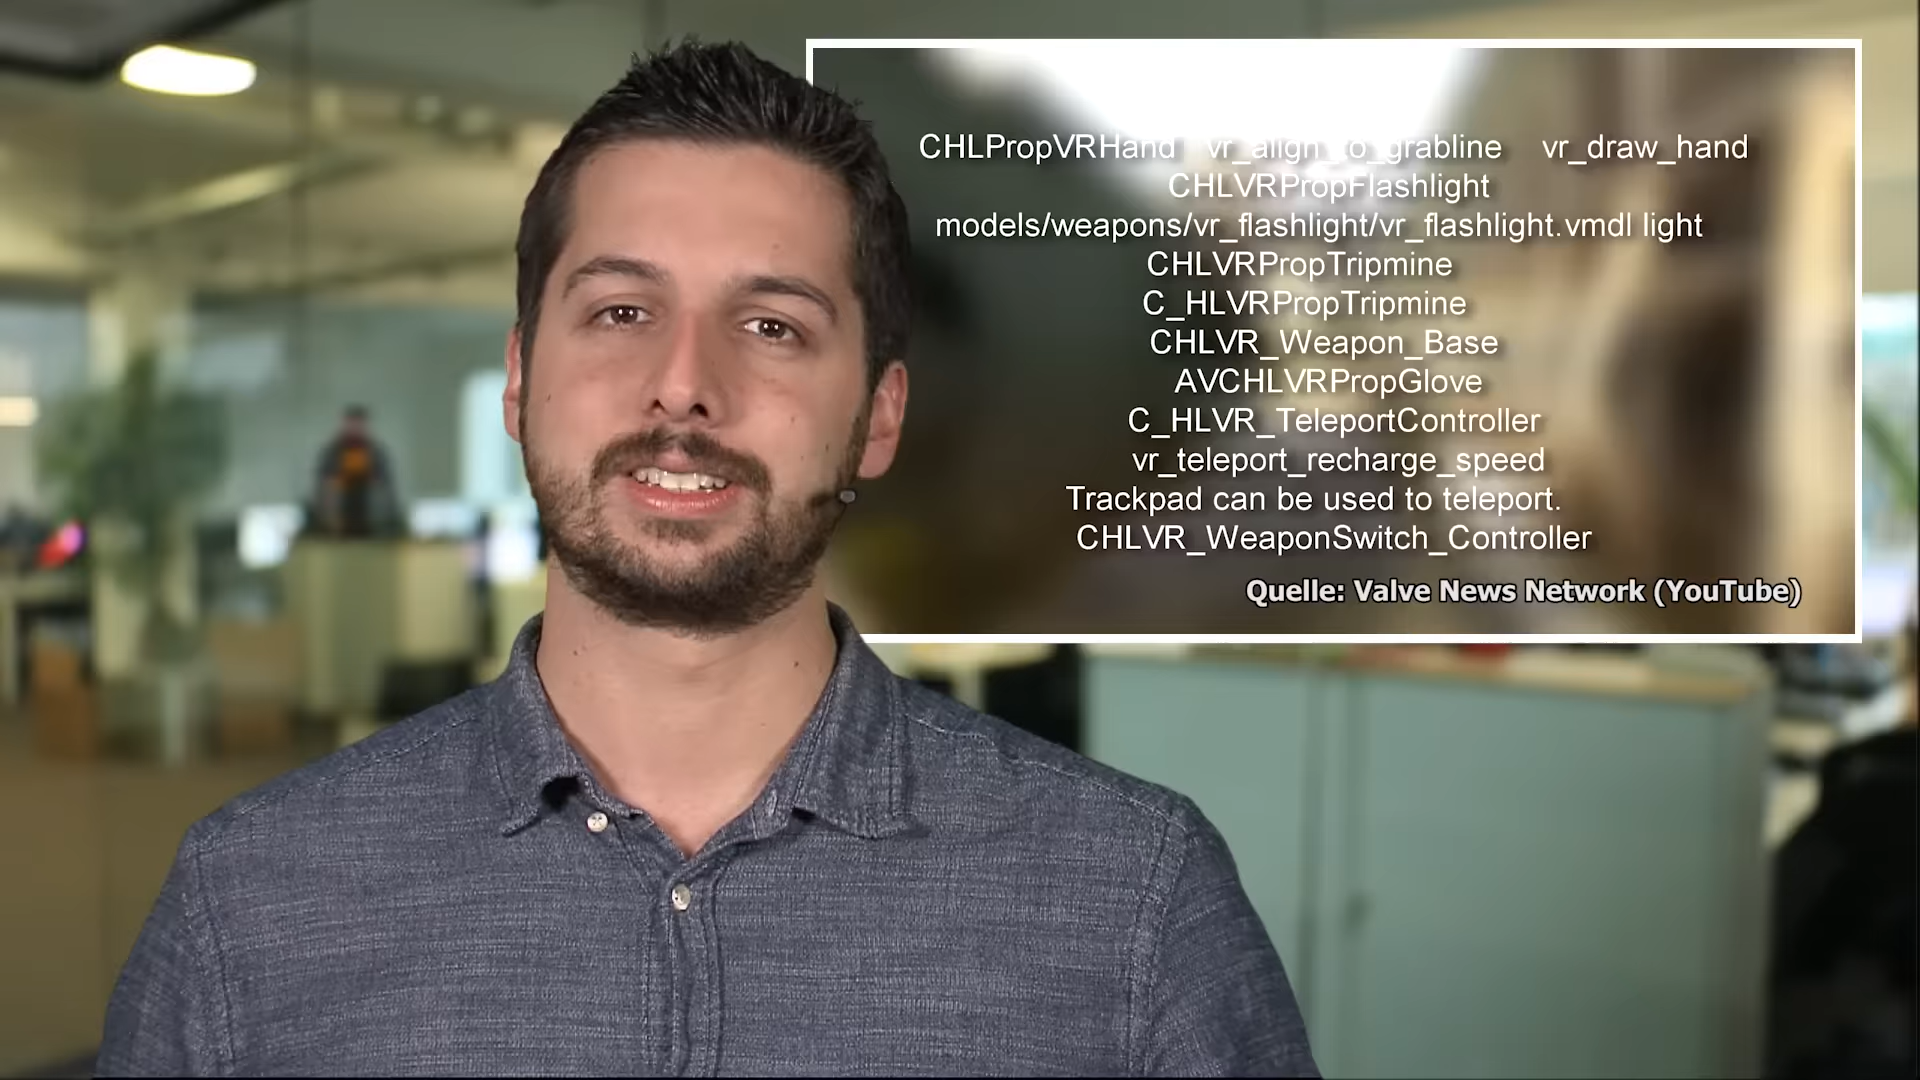 CHLPropVRHand vr_align_to_grabline vr_draw_hand
CHLVRPropFlashlight
models/weapons/vr_flashlight/vr_flashlight.vmdl light
CHLVRPropTripmine
C_HLVRPropTripmine
CHLVR_Weapon_Base
AVCHLVRPropGlove
C_HLVR_TeleportController
vr_teleport_recharge_speed
Trackpad can be used to teleport.
CHLVR_WeaponSwitch_Controller
Quelle: Valve News Network (YouTube)